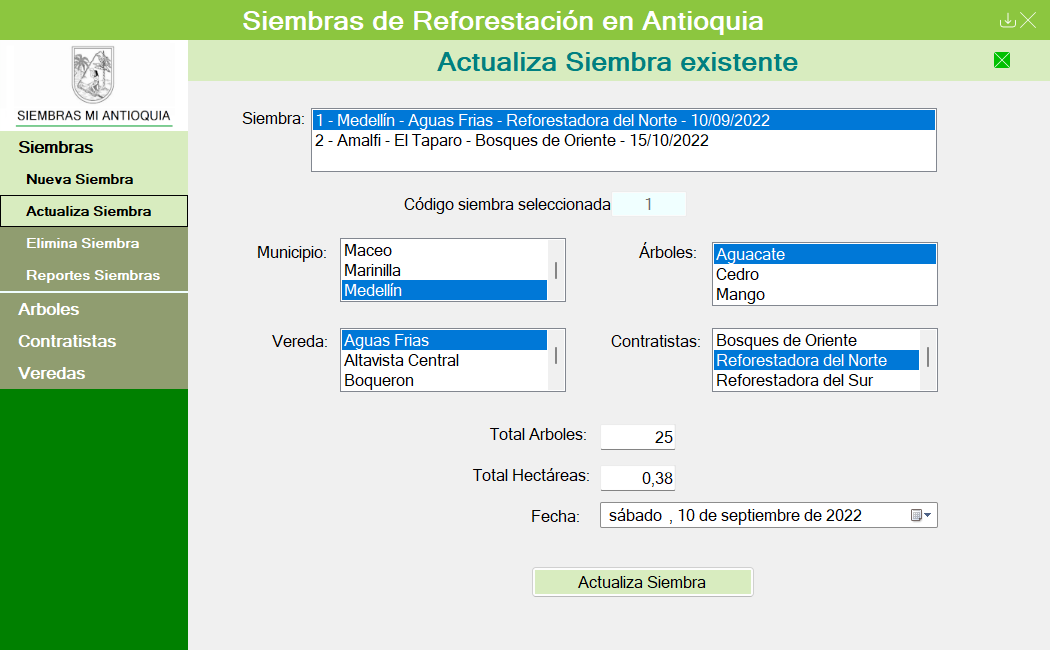 Siembras de Reforestación en Antioquia
SIEMBRAS MI ANTIOQUIA
Siembras
Nueva Siembra
Actualiza Siembra
Elimina Siembra
Reportes Siembras
Arboles
Contratistas
Veredas
Actualiza Siembra existente
Siembra:
1 - Medellín - Aguas Frias - Reforestadora del Norte - 10/09/2022
2 - Amalfi - El Taparo - Bosques de Oriente - 15/10/2022
Código siembra seleccionada 1
Municipio:
Maceo
Marinilla
Medellín
Árboles:
Aguacate
Cedro
Mango
Vereda:
Aguas Frias
Altavista Central
Boqueron
Contratistas:
Bosques de Oriente
Reforestadora del Norte
Reforestadora del Sur
Total Arboles: 25
Total Hectáreas: 0,38
Fecha: sábado , 10 de septiembre de 2022
Actualiza Siembra